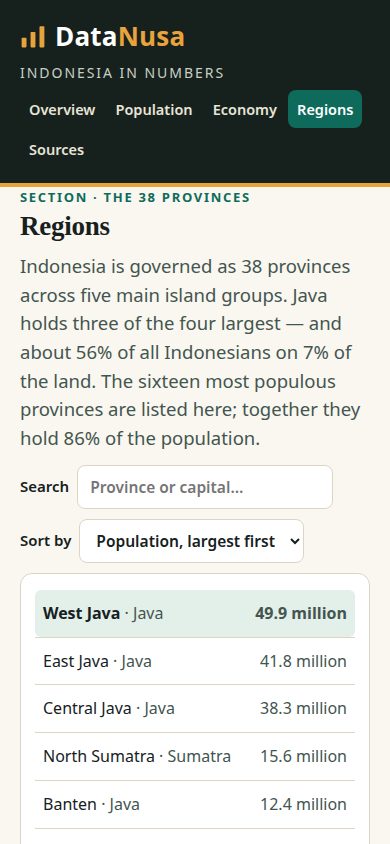 DataNusa
INDONESIA IN NUMBERS
Overview Population Economy Regions
Sources
SECTION · THE 38 PROVINCES
Regions
Indonesia is governed as 38 provinces
across five main island groups. Java
holds three of the four largest — and
about 56% of all Indonesians on 7% of
the land. The sixteen most populous
provinces are listed here; together they
hold 86% of the population.
Search Province or capital...
Sort by Population, largest first
West Java · Java 49.9 million
East Java · Java 41.8 million
Central Java · Java 38.3 million
North Sumatra · Sumatra 15.6 million
Banten · Java 12.4 million